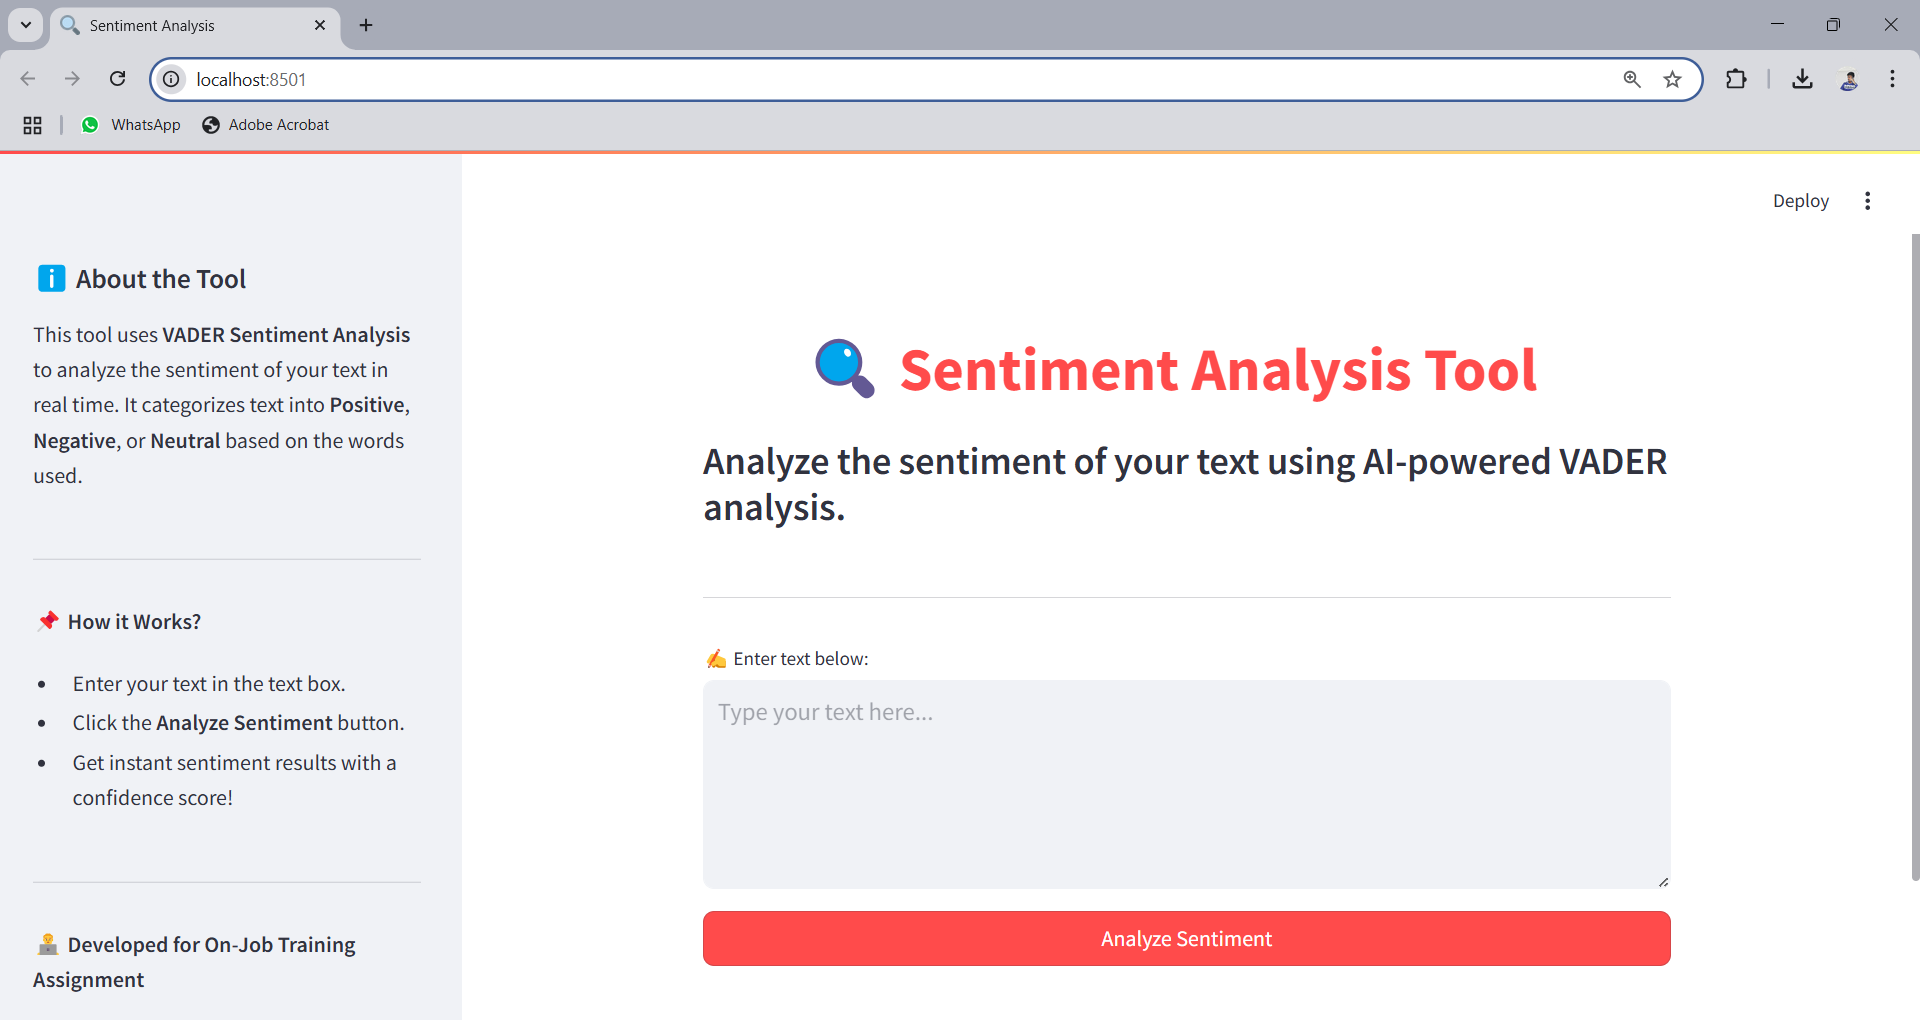 Sentiment Analysis
localhost:8501
WhatsApp
Adobe Acrobat
Deploy
About the Tool
This tool uses VADER Sentiment Analysis
to analyze the sentiment of your text in
real time. It categorizes text into Positive,
Negative, or Neutral based on the words
used.
How it Works?
Enter your text in the text box.
Click the Analyze Sentiment button.
Get instant sentiment results with a
confidence score!
Developed for On-Job Training
Assignment
Sentiment Analysis Tool
Analyze the sentiment of your text using AI-powered VADER
analysis.
Enter text below:
Type your text here...
Analyze Sentiment